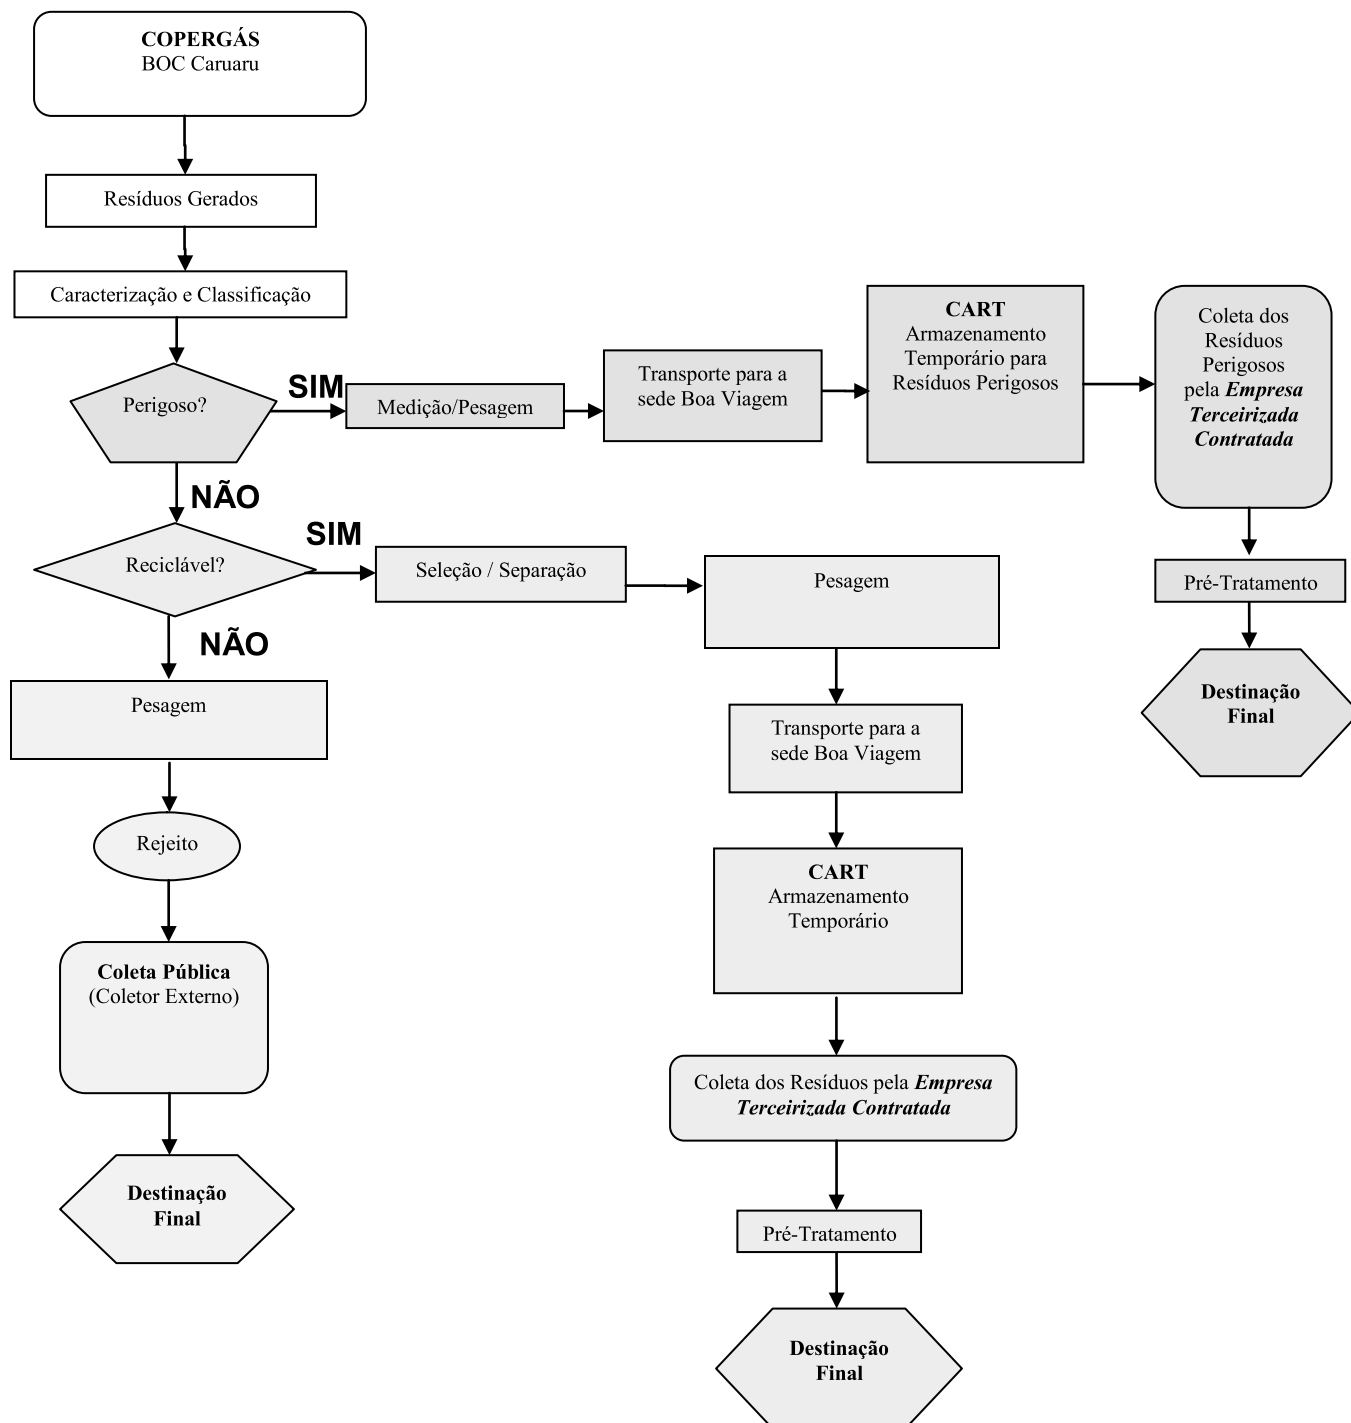 COPERGÁS
BOC Caruaru
Resíduos Gerados
Caracterização e Classificação
Perigoso?
SIM
Medição/Pesagem
Transporte para a
sede Boa Viagem
CART
Armazenamento
Temporário para
Resíduos Perigosos
Coleta dos
Resíduos
Perigosos
pela Empresa
Terceirizada
Contratada
Pré-Tratamento
Destinação
Final
NÃO
Reciclável?
SIM
Seleção / Separação
Pesagem
Transporte para a
sede Boa Viagem
CART
Armazenamento
Temporário
Coleta dos Resíduos pela Empresa
Terceirizada Contratada
Pré-Tratamento
Destinação
Final
NÃO
Pesagem
Rejeito
Coleta Pública
(Coletor Externo)
Destinação
Final